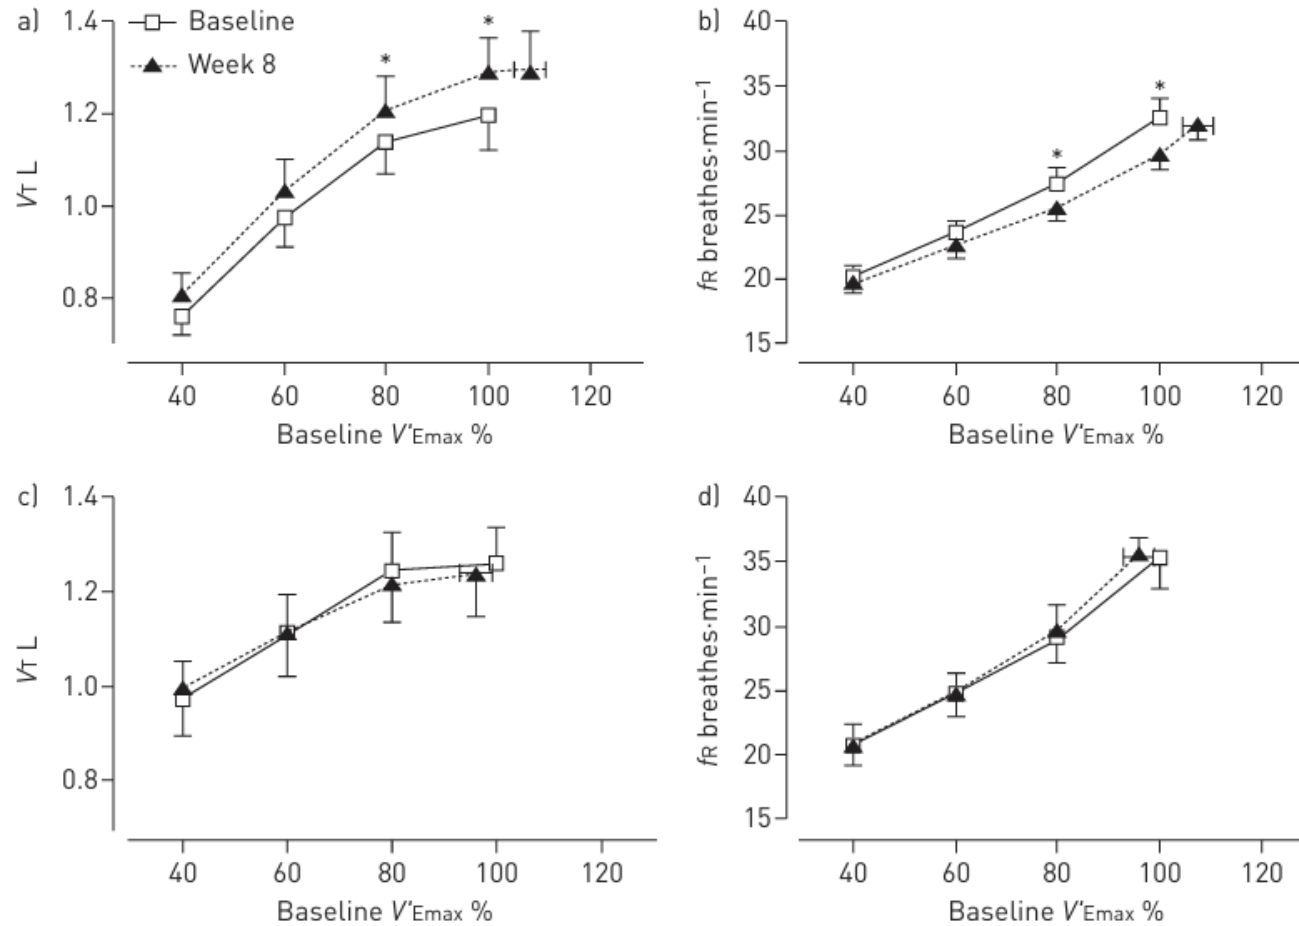 a)
1.4
Baseline
Week 8
*
*
1.2
1.0
0.8
VT L
40 60 80 100 120
Baseline V'Emax %
b)
40
35
30
25
20
15
*
*
fR breathes·min⁻¹
40 60 80 100 120
Baseline V'Emax %
c)
1.4
1.2
1.0
0.8
VT L
40 60 80 100 120
Baseline V'Emax %
d)
40
35
30
25
20
15
fR breathes·min⁻¹
40 60 80 100 120
Baseline V'Emax %